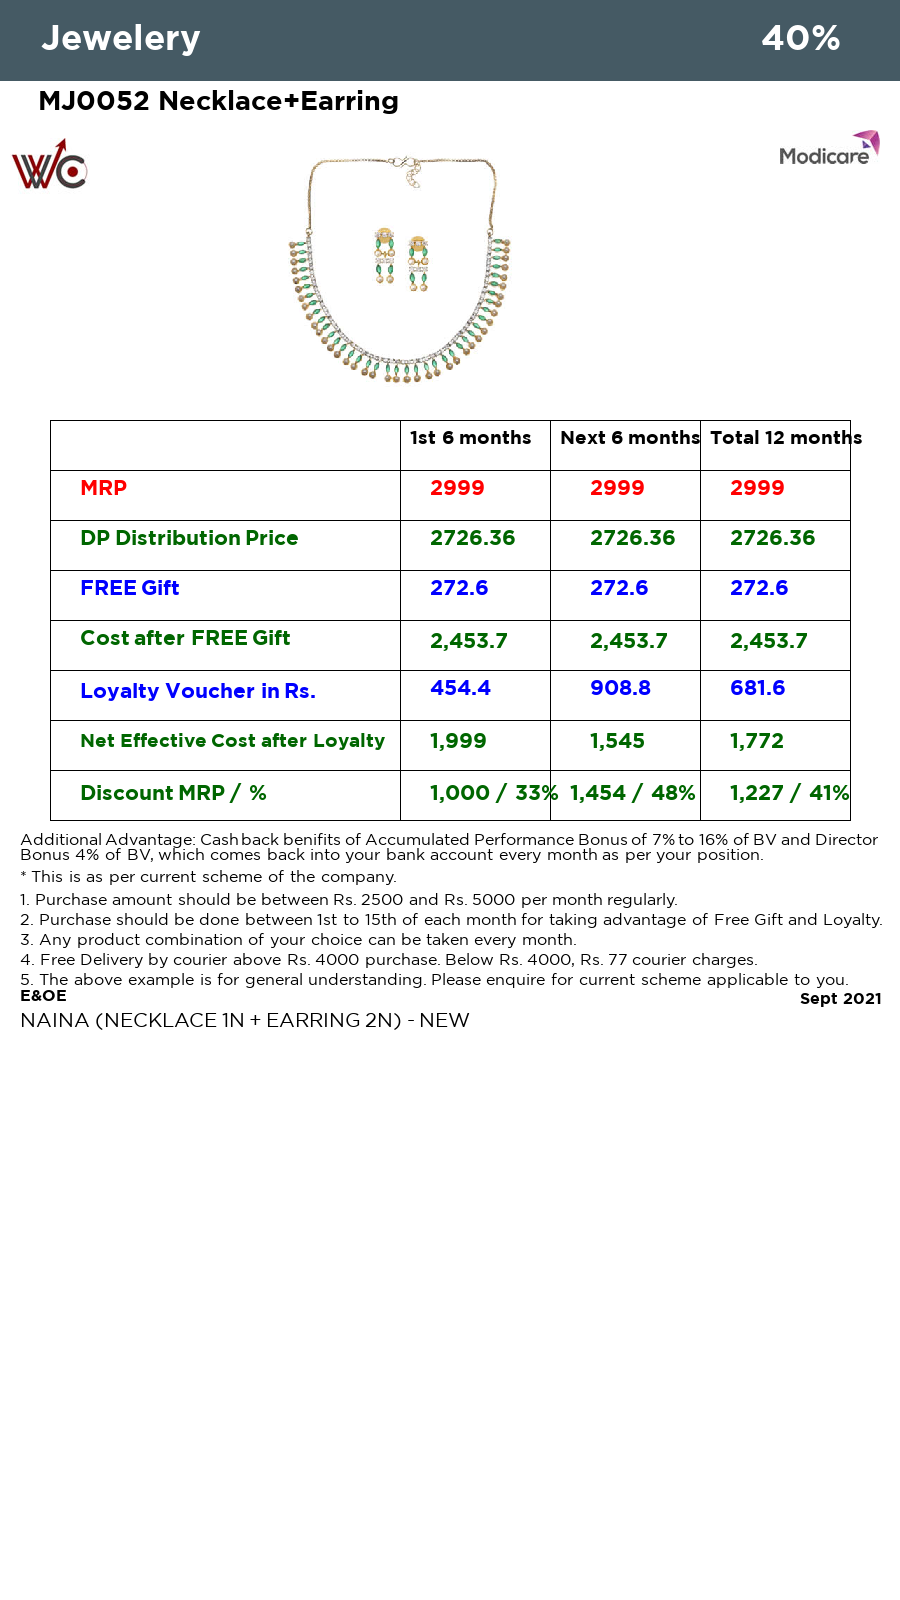 Jewelery 40%
MJ0052 Necklace+Earring
WC
Modicare
1st 6 months Next 6 months Total 12 months
MRP 2999 2999 2999
DP Distribution Price 2726.36 2726.36 2726.36
FREE Gift 272.6 272.6 272.6
Cost after FREE Gift 2,453.7 2,453.7 2,453.7
Loyalty Voucher in Rs. 454.4 908.8 681.6
Net Effective Cost after Loyalty 1,999 1,545 1,772
Discount MRP / % 1,000 / 33% 1,454 / 48% 1,227 / 41%
Additional Advantage: Cashback benifits of Accumulated Performance Bonus of 7% to 16% of BV and Director
Bonus 4% of BV, which comes back into your bank account every month as per your position.
* This is as per current scheme of the company.
1. Purchase amount should be between Rs. 2500 and Rs. 5000 per month regularly.
2. Purchase should be done between 1st to 15th of each month for taking advantage of Free Gift and Loyalty.
3. Any product combination of your choice can be taken every month.
4. Free Delivery by courier above Rs. 4000 purchase. Below Rs. 4000, Rs. 77 courier charges.
5. The above example is for general understanding. Please enquire for current scheme applicable to you.
E&OE Sept 2021
NAINA (NECKLACE 1N + EARRING 2N) - NEW